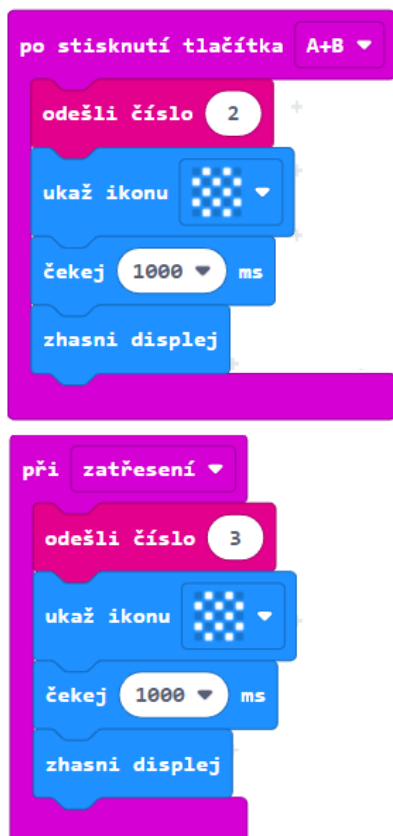 po stisknutí tlačítka A+B
odešli číslo 2
ukaž ikonu
čekej 1000 ms
zhasni displej
při zatřesení
odešli číslo 3
ukaž ikonu
čekej 1000 ms
zhasni displej